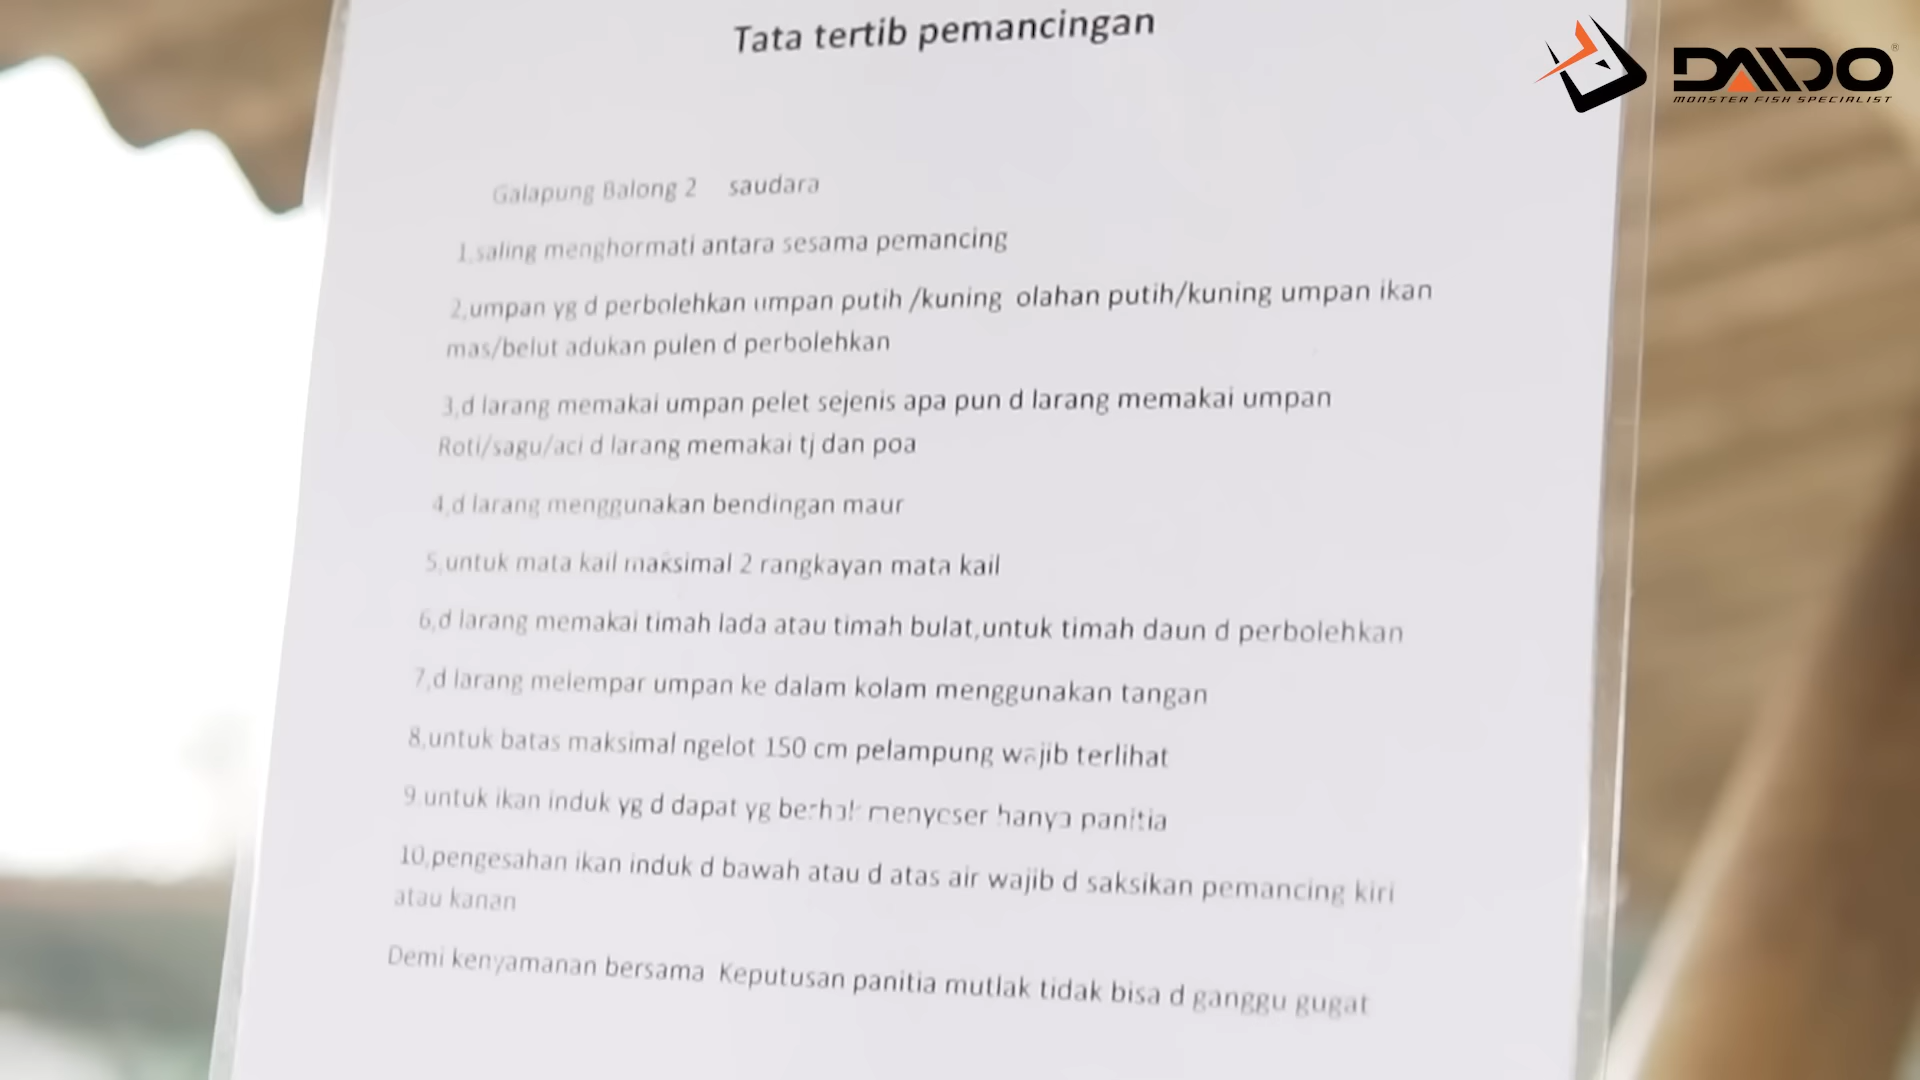 Tata tertib pemancingan
DAIDO
MONSTER FISH SPECIALIST
Galapung Balong 2 saudara
1,saling menghormati antara sesama pemancing
2,umpan yg d perbolehkan umpan putih /kuning olahan putih/kuning umpan ikan
mas/belut adukan pulen d perbolehkan
3,d larang memakai umpan pelet sejenis apa pun d larang memakai umpan
Roti/sagu/aci d larang memakai tj dan poa
4,d larang menggunakan bendingan maur
5,untuk mata kail maksimal 2 rangkayan mata kail
6,d larang memakai timah lada atau timah bulat,untuk timah daun d perbolehkan
7,d larang melempar umpan ke dalam kolam menggunakan tangan
8,untuk batas maksimal ngelot 150 cm pelampung wajib terlihat
9,untuk ikan induk yg d dapat yg berhak menyeser hanya panitia
10,pengesahan ikan induk d bawah atau d atas air wajib d saksikan pemancing kiri
atau kanan
Demi kenyamanan bersama Keputusan panitia mutlak tidak bisa d ganggu gugat